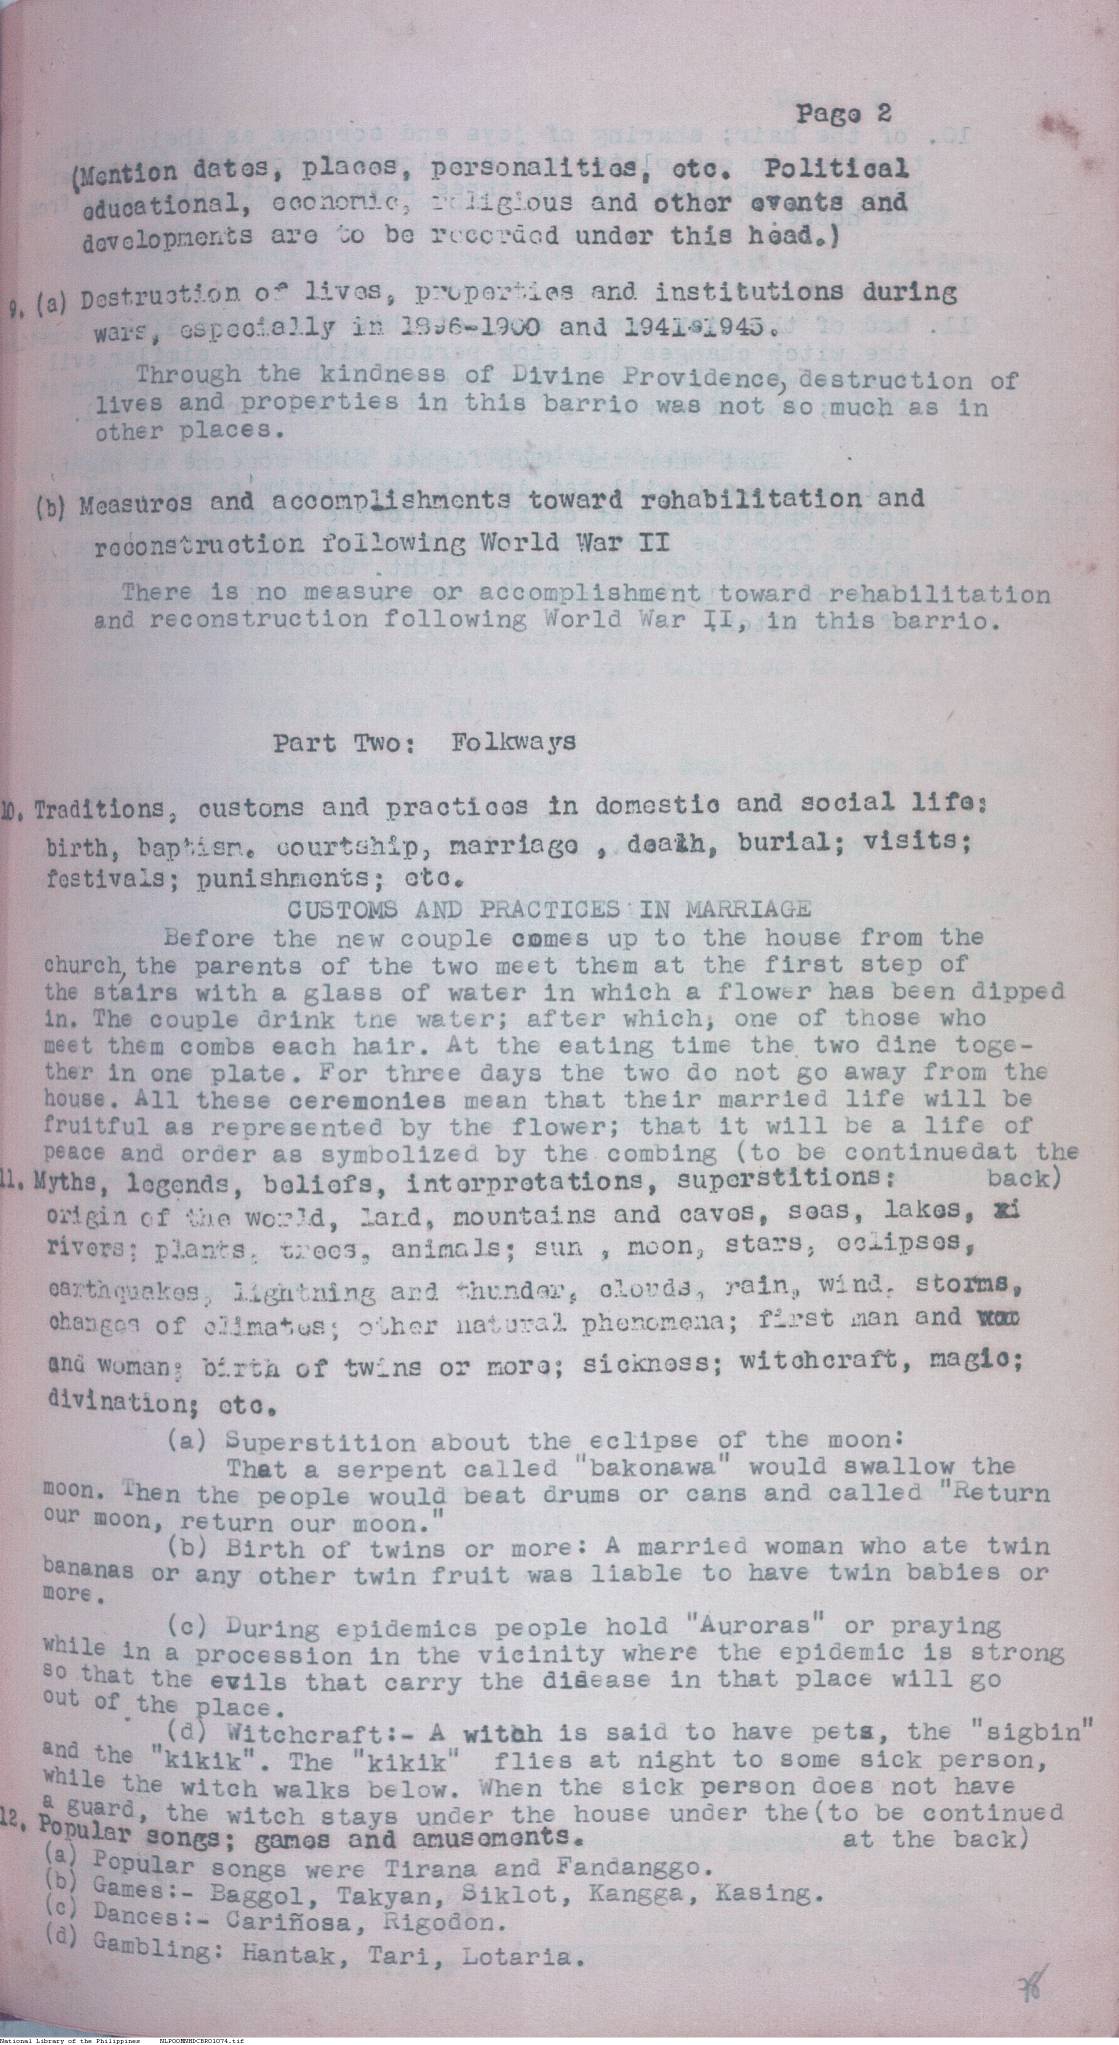 Page 2
(Mention dates, places, personalities, etc. Political
educational, economic, religious and other events and
developments are to be recorded under this head.)
9. (a) Destruction of lives, properties and institutions during
wars, especially in 1896-1900 and 1941-1945.
Through the kindness of Divine Providence, destruction of
lives and properties in this barrio was not so much as in
other places.
(b) Measures and accomplishments toward rehabilitation and
reconstruction following World War II
There is no measure or accomplishment toward rehabilitation
and reconstruction following World War II, in this barrio.
Part Two: Folkways
10. Traditions, customs and practices in domestic and social life:
birth, baptism. courtship, marriage , death, burial; visits;
festivals; punishments; etc.
CUSTOMS AND PRACTICES IN MARRIAGE
Before the new couple comes up to the house from the
church, the parents of the two meet them at the first step of
the stairs with a glass of water in which a flower has been dipped
in. The couple drink the water; after which, one of those who
meet them combs each hair. At the eating time the two dine toge-
ther in one plate. For three days the two do not go away from the
house. All these ceremonies mean that their married life will be
fruitful as represented by the flower; that it will be a life of
peace and order as symbolized by the combing (to be continuedat the
11. Myths, legends, beliefs, interpretations, superstitions: back)
origin of the world, land, mountains and caves, seas, lakes, xi
rivers; plants, trees, animals; sun , moon, stars, eclipses,
earthquakes, lightning and thunder, clouds, rain, wind. storms,
changes of climates; other natural phenomena; first man and
and woman; birth of twins or more; sickness; witchcraft, magic;
divination; etc.
(a) Superstition about the eclipse of the moon:
That a serpent called "bakonawa" would swallow the
moon. Then the people would beat drums or cans and called "Return
our moon, return our moon."
(b) Birth of twins or more: A married woman who ate twin
bananas or any other twin fruit was liable to have twin babies or
more.
(c) During epidemics people hold "Auroras" or praying
while in a procession in the vicinity where the epidemic is strong
so that the evils that carry the disease in that place will go
out of the place.
(d) Witchcraft:- A witch is said to have pets, the "sigbin"
and the "kikik". The "kikik" flies at night to some sick person,
while the witch walks below. When the sick person does not have
a guard, the witch stays under the house under the (to be continued
12. Popular songs; games and amusements. at the back)
(a) Popular songs were Tirana and Fandanggo.
(b) Games:- Baggol, Takyan, Siklot, Kangga, Kasing.
(c) Dances:- Cariñosa, Rigodon.
(d) Gambling: Hantak, Tari, Lotaria.
78
National Library of the Philippines NLPOOMNHDCBR01074.tif